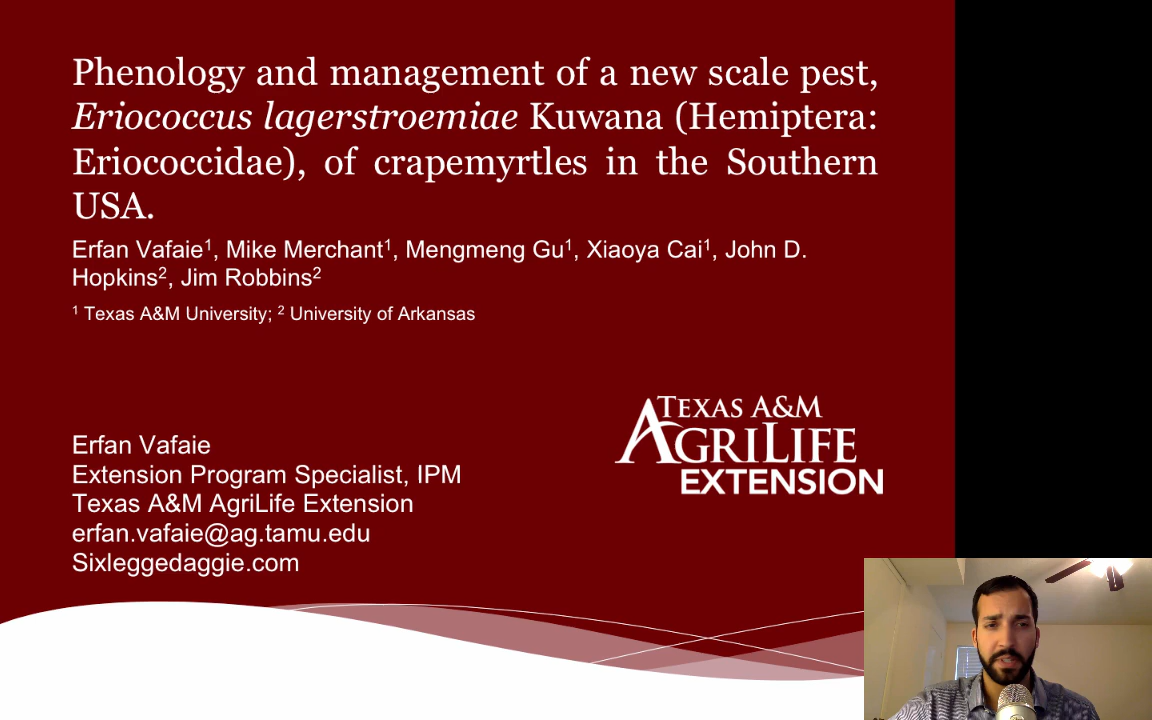 Phenology and management of a new scale pest,
Eriococcus lagerstroemiae Kuwana (Hemiptera:
Eriococcidae), of crapemyrtles in the Southern
USA.
Erfan Vafaie¹, Mike Merchant¹, Mengmeng Gu¹, Xiaoya Cai¹, John D.
Hopkins², Jim Robbins²
¹ Texas A&M University; ² University of Arkansas
Erfan Vafaie
Extension Program Specialist, IPM
Texas A&M AgriLife Extension
erfan.vafaie@ag.tamu.edu
Sixleggedaggie.com
TEXAS A&M
AGRILIFE
EXTENSION